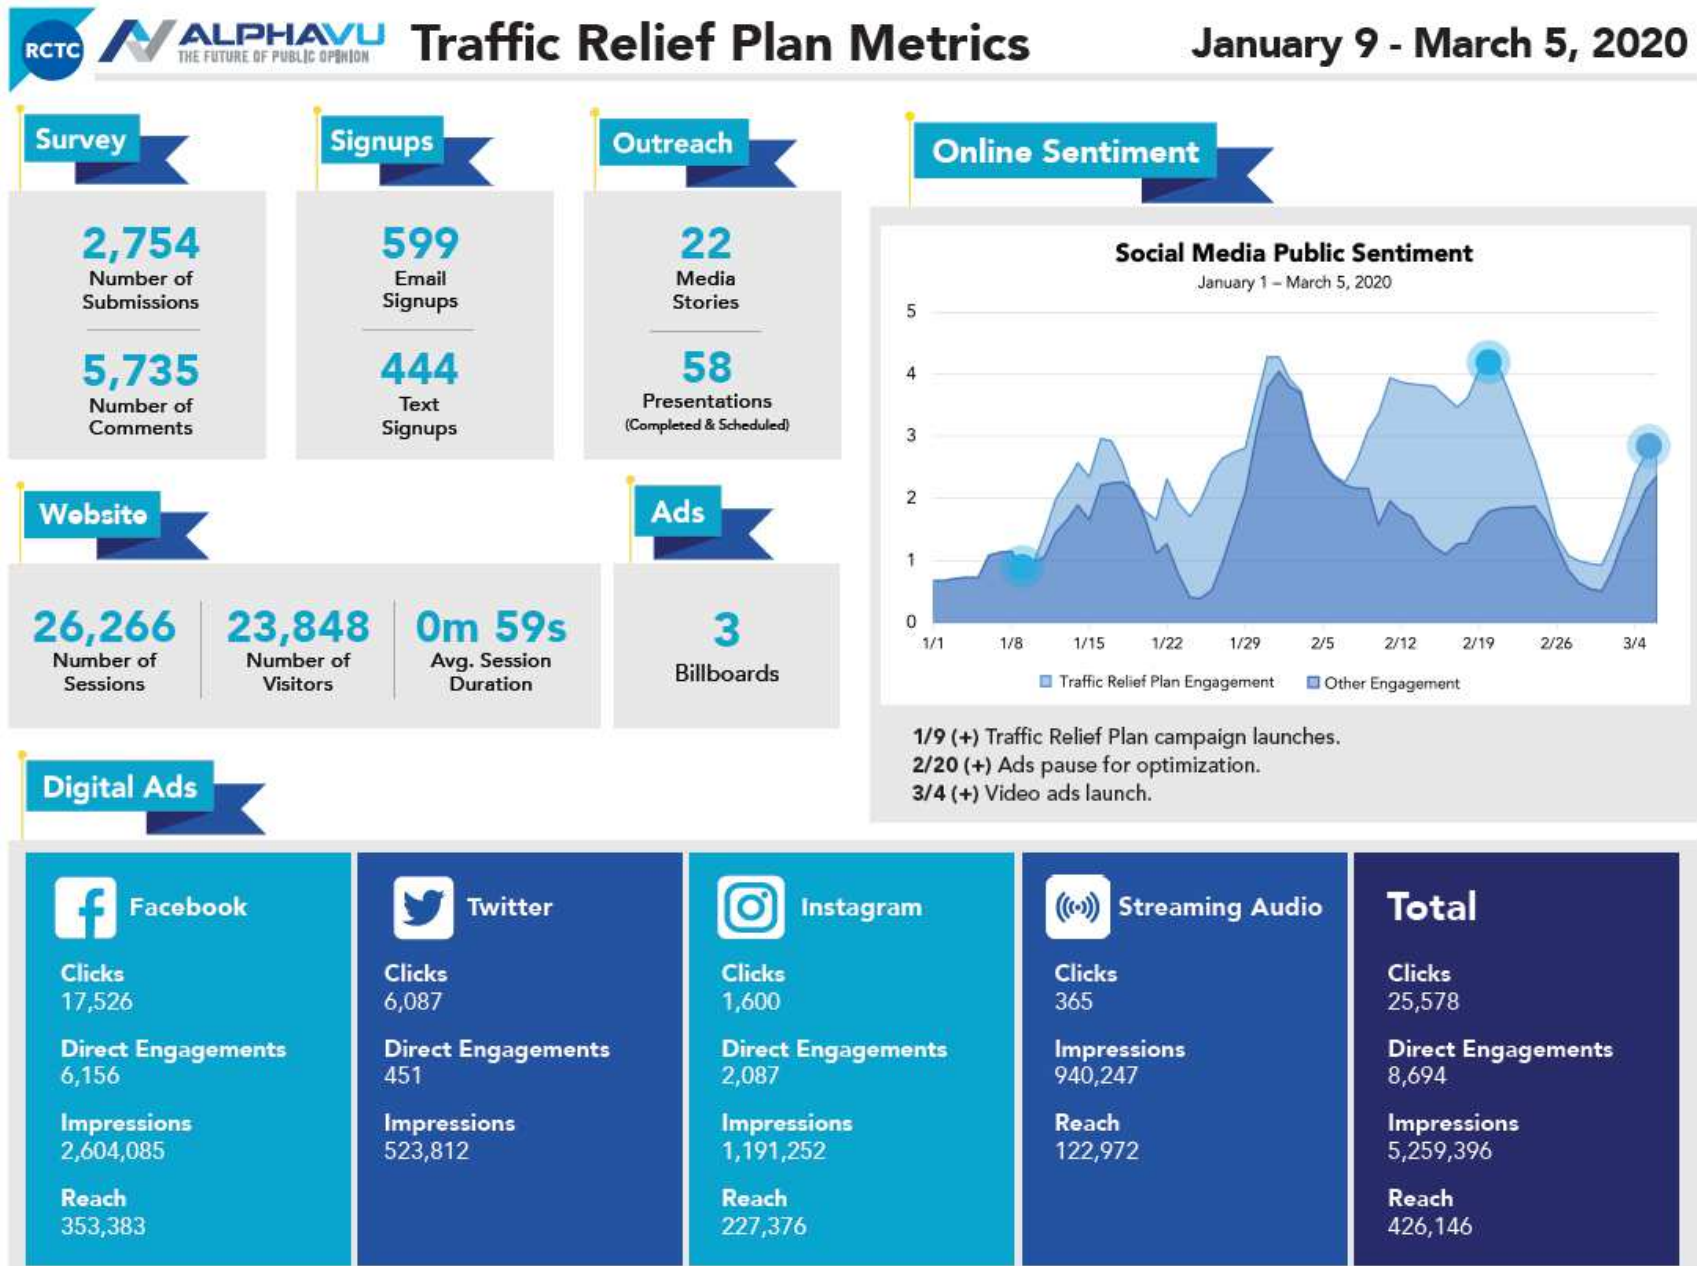 RCTC
ALPHAVU
THE FUTURE OF PUBLIC OPINION
Traffic Relief Plan Metrics
January 9 - March 5, 2020
Survey
2,754
Number of
Submissions
5,735
Number of
Comments
Signups
599
Email
Signups
444
Text
Signups
Outreach
22
Media
Stories
58
Presentations
(Completed & Scheduled)
Website
26,266
Number of
Sessions
23,848
Number of
Visitors
0m 59s
Avg. Session
Duration
Ads
3
Billboards
Online Sentiment
Social Media Public Sentiment
January 1 – March 5, 2020
5
4
3
2
1
0
1/1 1/8 1/15 1/22 1/29 2/5 2/12 2/19 2/26 3/4
Traffic Relief Plan Engagement Other Engagement
1/9 (+) Traffic Relief Plan campaign launches.
2/20 (+) Ads pause for optimization.
3/4 (+) Video ads launch.
Digital Ads
Facebook
Clicks
17,526
Direct Engagements
6,156
Impressions
2,604,085
Reach
353,383
Twitter
Clicks
6,087
Direct Engagements
451
Impressions
523,812
Instagram
Clicks
1,600
Direct Engagements
2,087
Impressions
1,191,252
Reach
227,376
Streaming Audio
Clicks
365
Impressions
940,247
Reach
122,972
Total
Clicks
25,578
Direct Engagements
8,694
Impressions
5,259,396
Reach
426,146